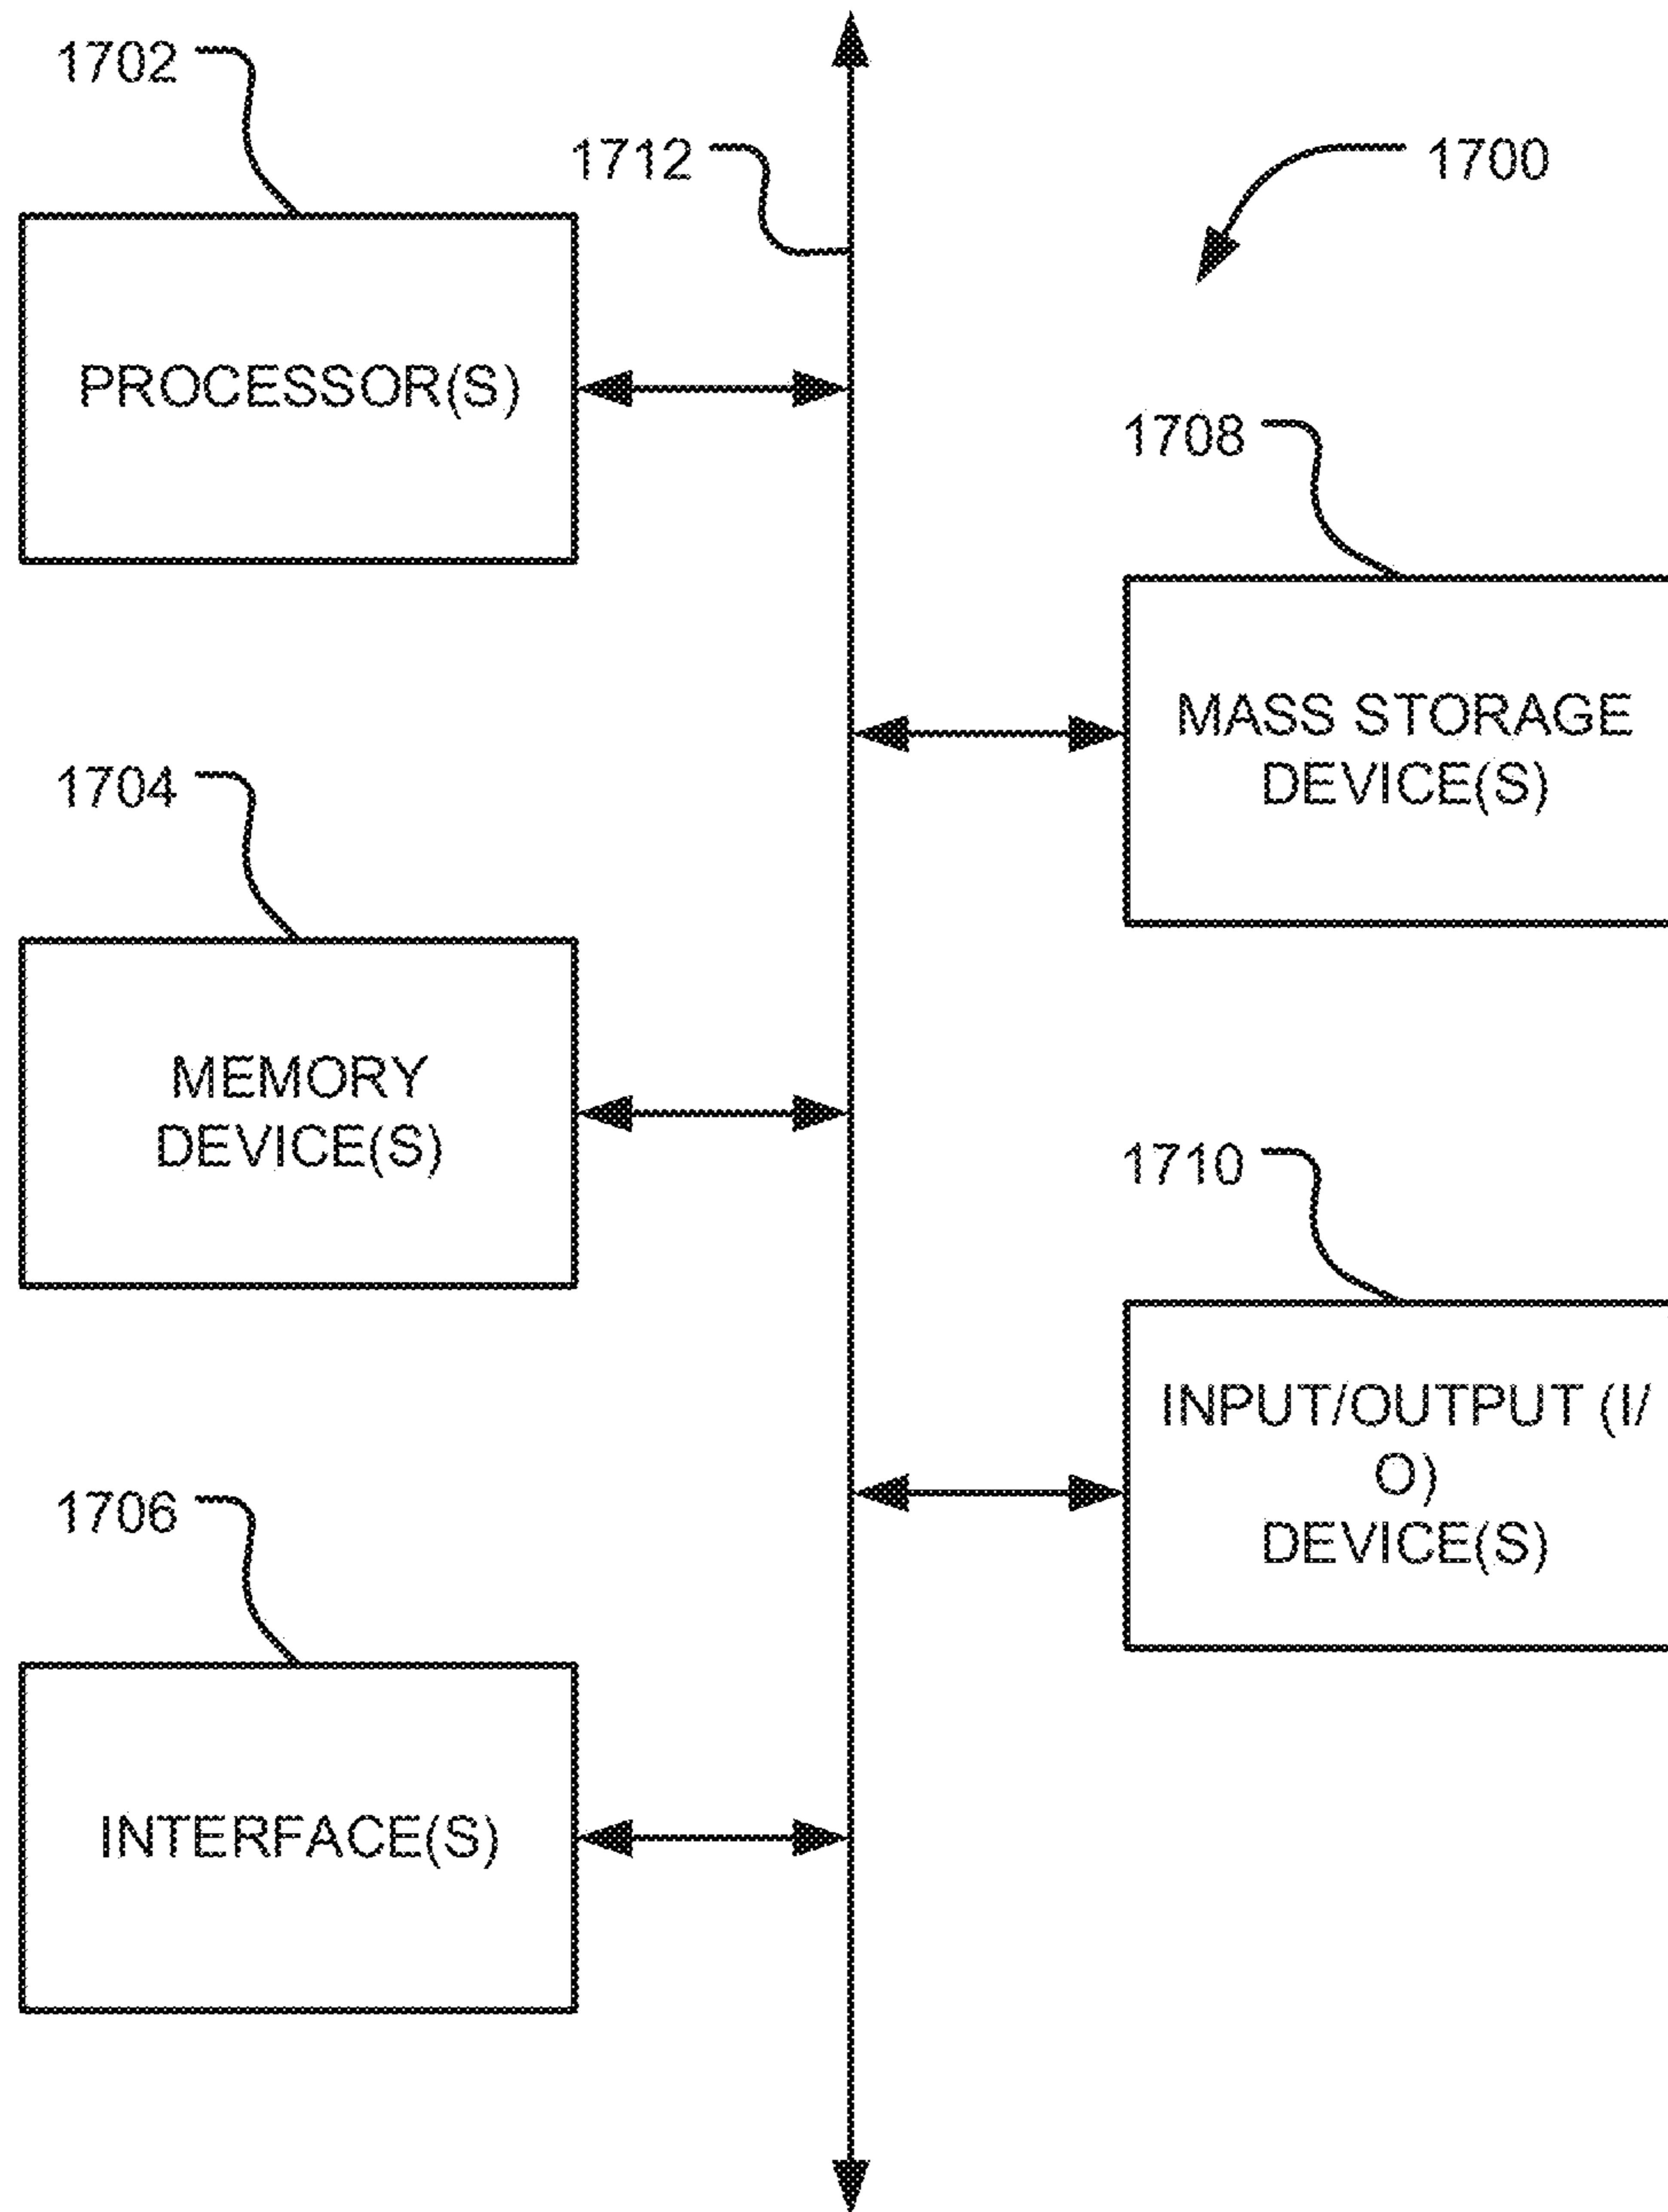 1702
1712
1700
PROCESSOR(S)
1708
MASS STORAGE
DEVICE(S)
1704
MEMORY
DEVICE(S)
1710
INPUT/OUTPUT (I/
O)
DEVICE(S)
1706
INTERFACE(S)